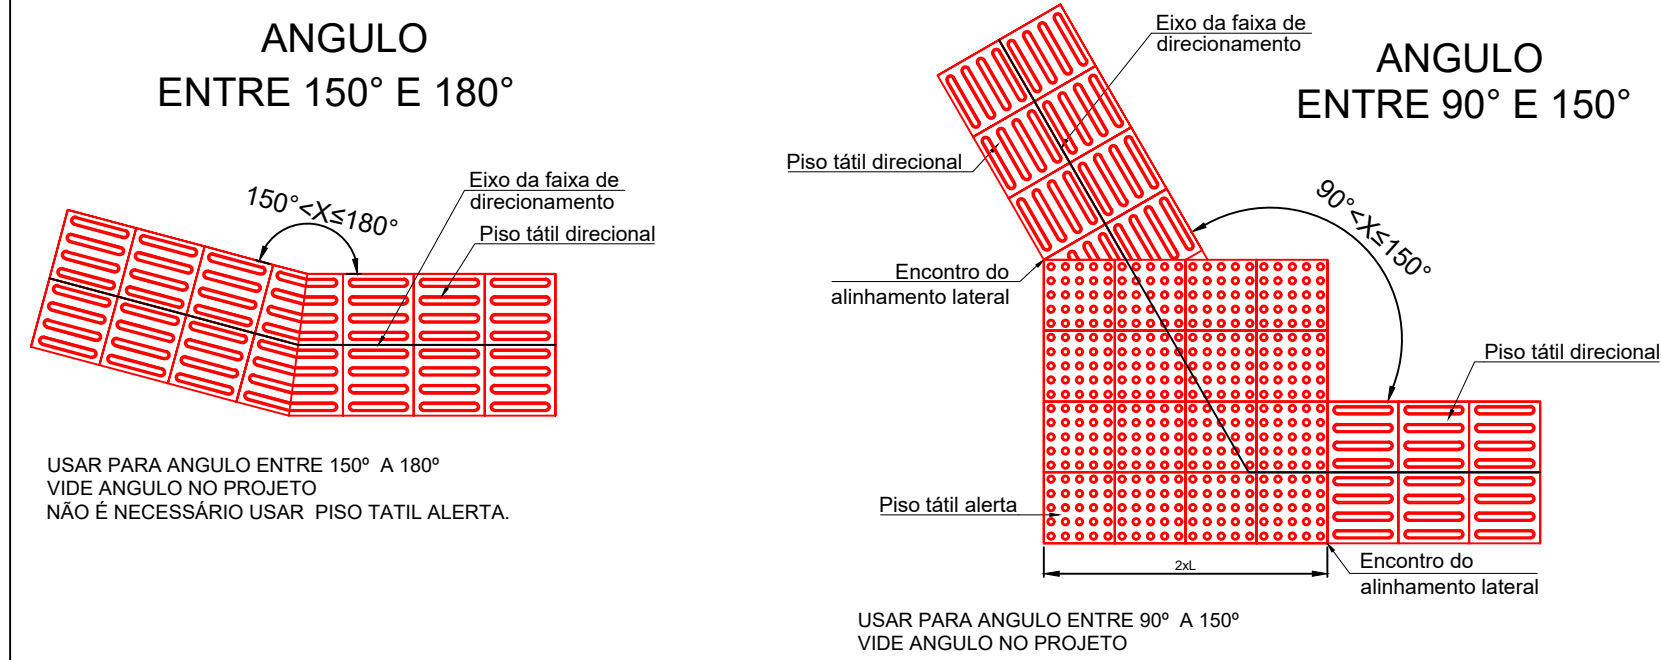 ANGULO
ENTRE 150° E 180°
150°<X≤180°
Eixo da faixa de
direcionamento
Piso tátil direcional
USAR PARA ANGULO ENTRE 150º  A 180º
VIDE ANGULO NO PROJETO
NÃO É NECESSÁRIO USAR  PISO TATIL ALERTA.
Eixo da faixa de
direcionamento
ANGULO
ENTRE 90° E 150°
Piso tátil direcional
90°<X≤150°
Encontro do
alinhamento lateral
Piso tátil direcional
Piso tátil alerta
2xL
Encontro do
alinhamento lateral
USAR PARA ANGULO ENTRE 90º  A 150º
VIDE ANGULO NO PROJETO